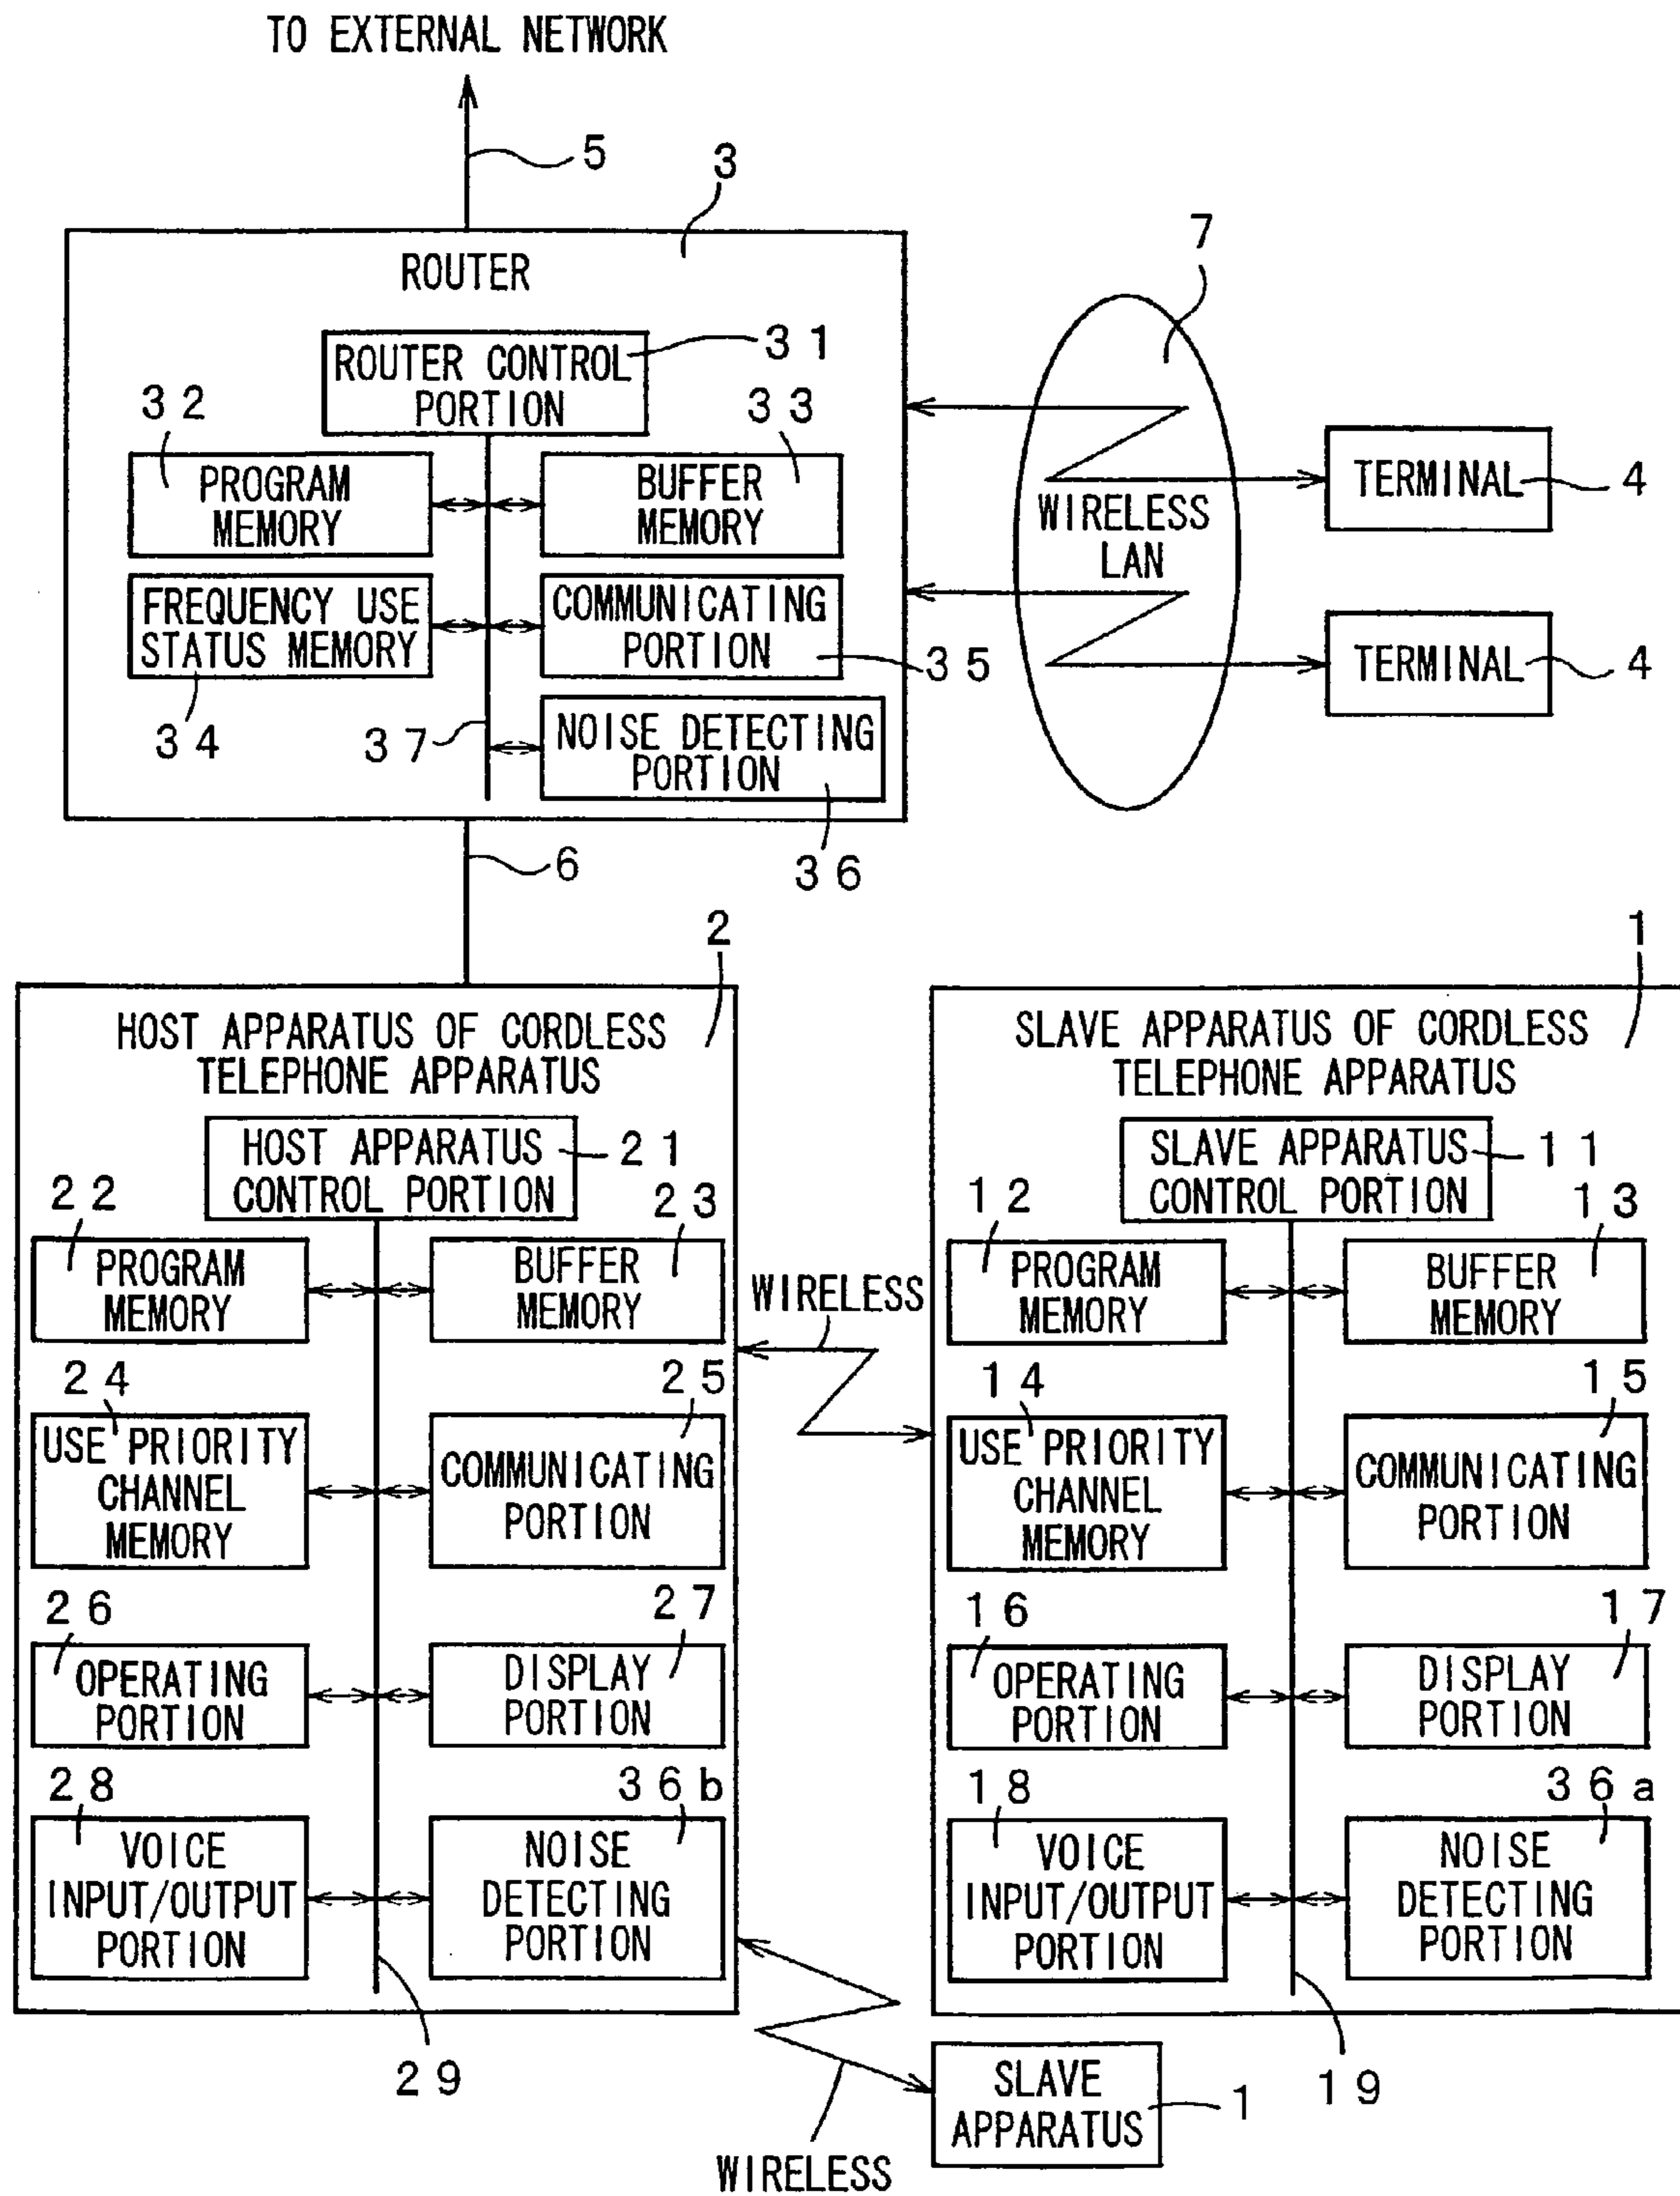 TO EXTERNAL NETWORK
5
3
ROUTER
7
31
ROUTER CONTROL
PORTION
32
33
PROGRAM
MEMORY
BUFFER
MEMORY
TERMINAL
4
WIRELESS
LAN
FREQUENCY USE
STATUS MEMORY
COMMUNICATING
PORTION
35
TERMINAL
4
34
37
NOISE DETECTING
PORTION
36
6
2
1
HOST APPARATUS OF CORDLESS
TELEPHONE APPARATUS
HOST APPARATUS
CONTROL PORTION
21
22
23
PROGRAM
MEMORY
BUFFER
MEMORY
24
25
USE PRIORITY
CHANNEL
MEMORY
COMMUNICATING
PORTION
26
27
OPERATING
PORTION
DISPLAY
PORTION
28
36b
VOICE
INPUT/OUTPUT
PORTION
NOISE
DETECTING
PORTION
29
WIRELESS
SLAVE APPARATUS OF CORDLESS
TELEPHONE APPARATUS
SLAVE APPARATUS
CONTROL PORTION
11
12
13
PROGRAM
MEMORY
BUFFER
MEMORY
14
15
USE PRIORITY
CHANNEL
MEMORY
COMMUNICATING
PORTION
16
17
OPERATING
PORTION
DISPLAY
PORTION
18
36a
VOICE
INPUT/OUTPUT
PORTION
NOISE
DETECTING
PORTION
19
SLAVE
APPARATUS
1
WIRELESS